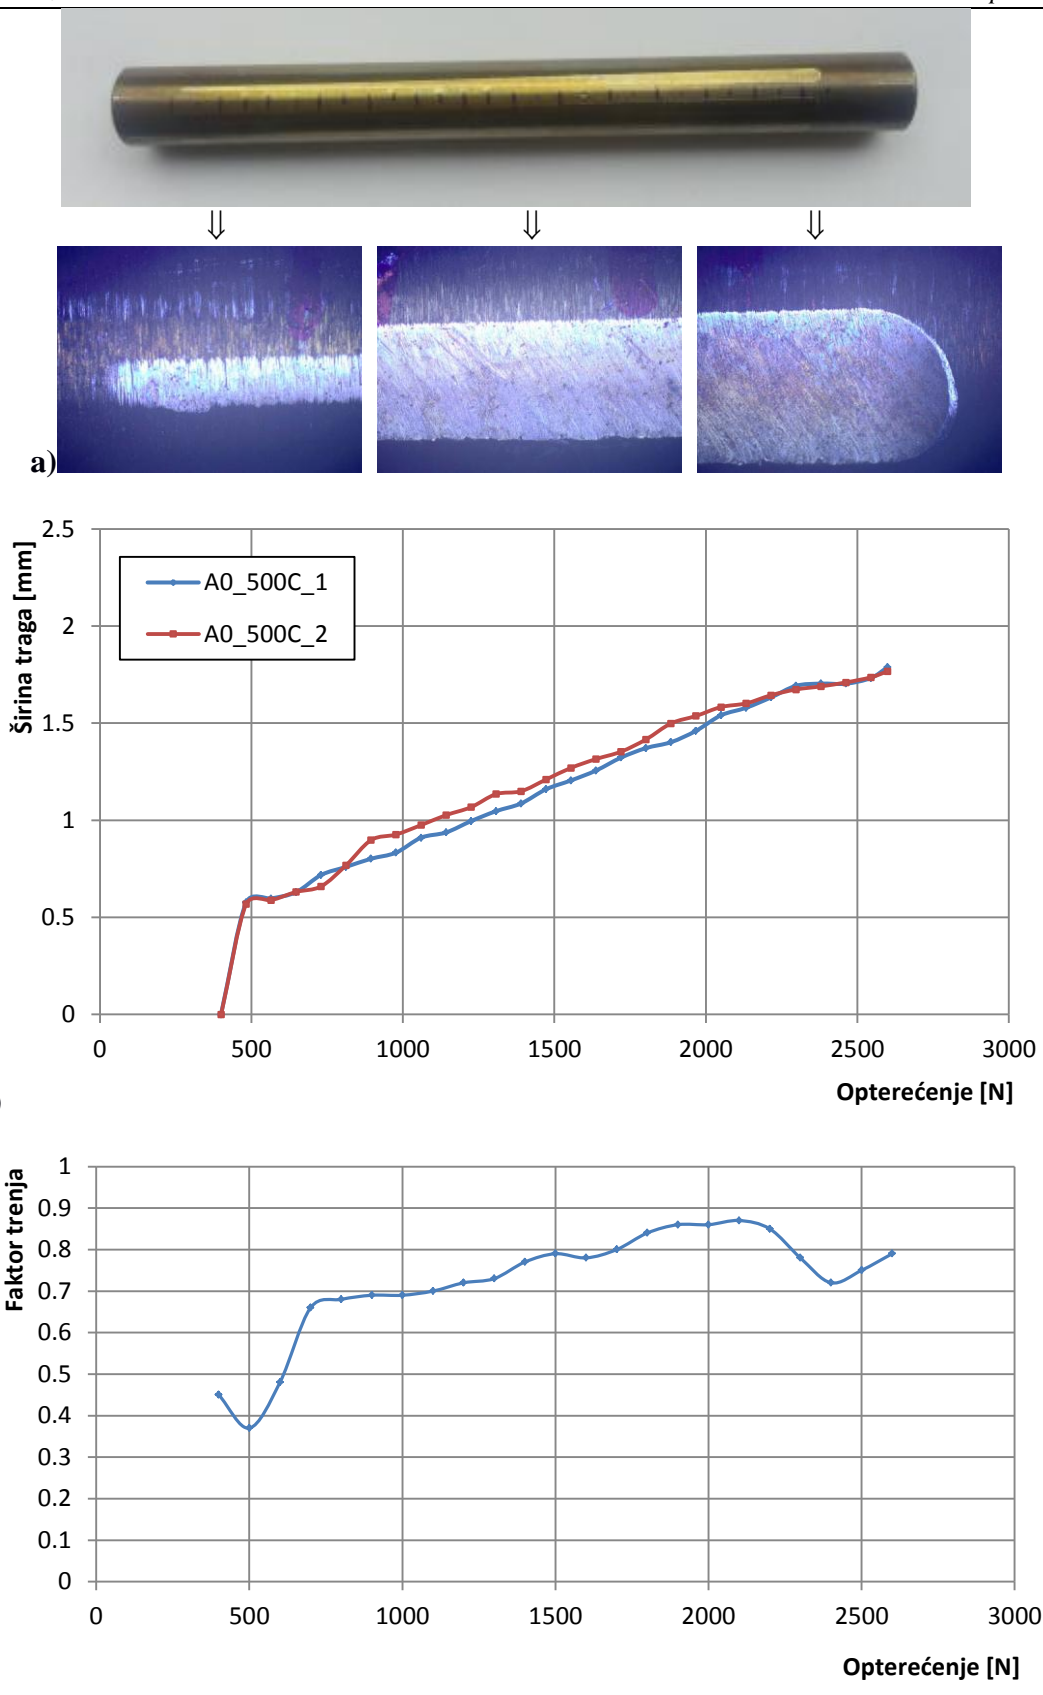 ⇓ ⇓ ⇓
a)
Širina traga [mm]
2.5
2
1.5
1
0.5
0
A0_500C_1
A0_500C_2
0 500 1000 1500 2000 2500 3000
Opterećenje [N]
)
Faktor trenja
1
0.9
0.8
0.7
0.6
0.5
0.4
0.3
0.2
0.1
0
0 500 1000 1500 2000 2500 3000
Opterećenje [N]